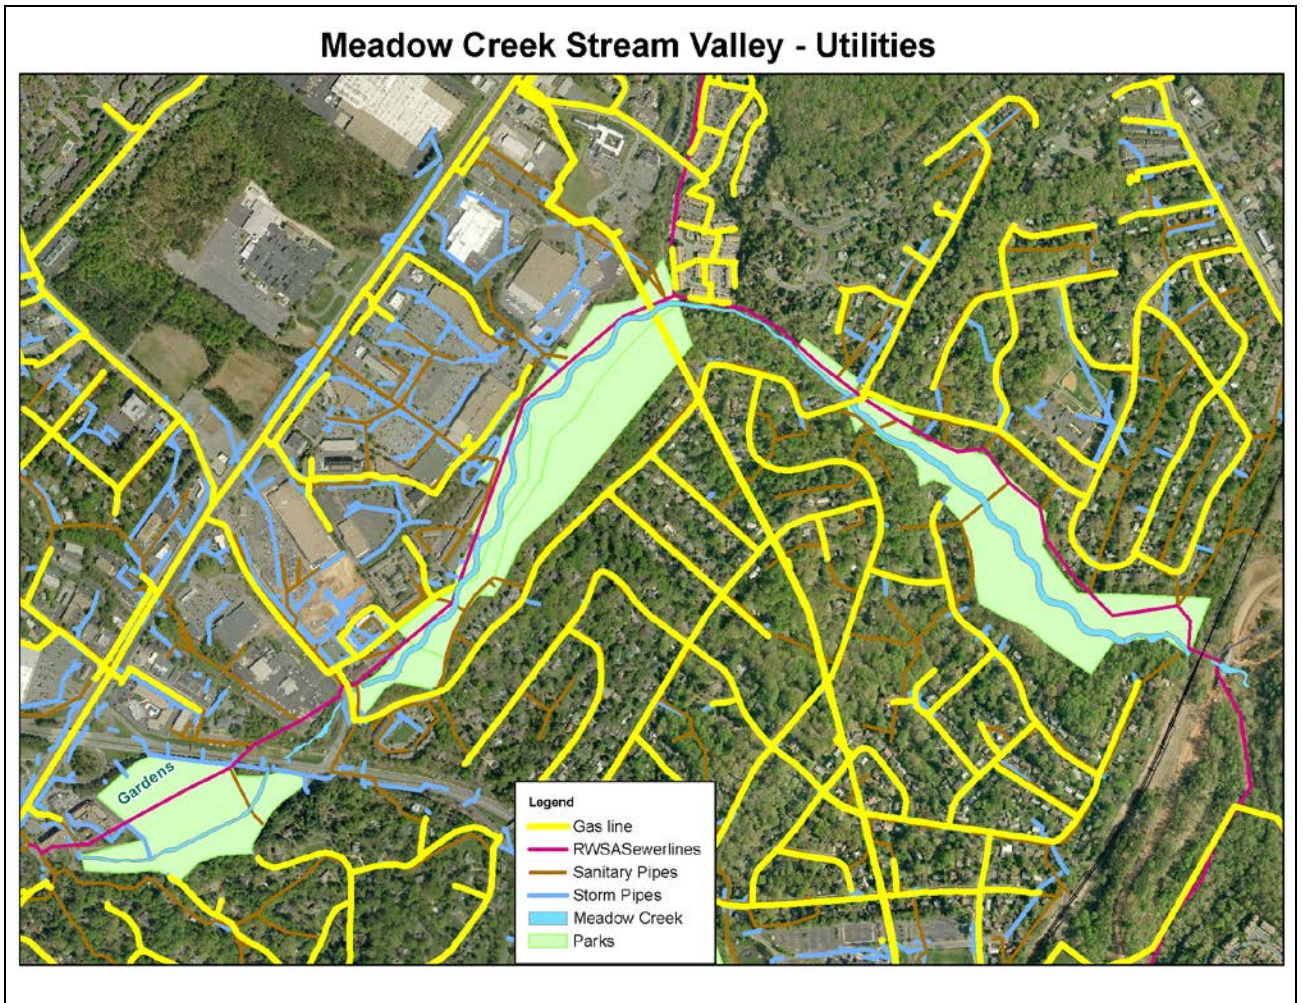 Meadow Creek Stream Valley - Utilities
Gardens
Legend
Gas line
RWSASewerlines
Sanitary Pipes
Storm Pipes
Meadow Creek
Parks